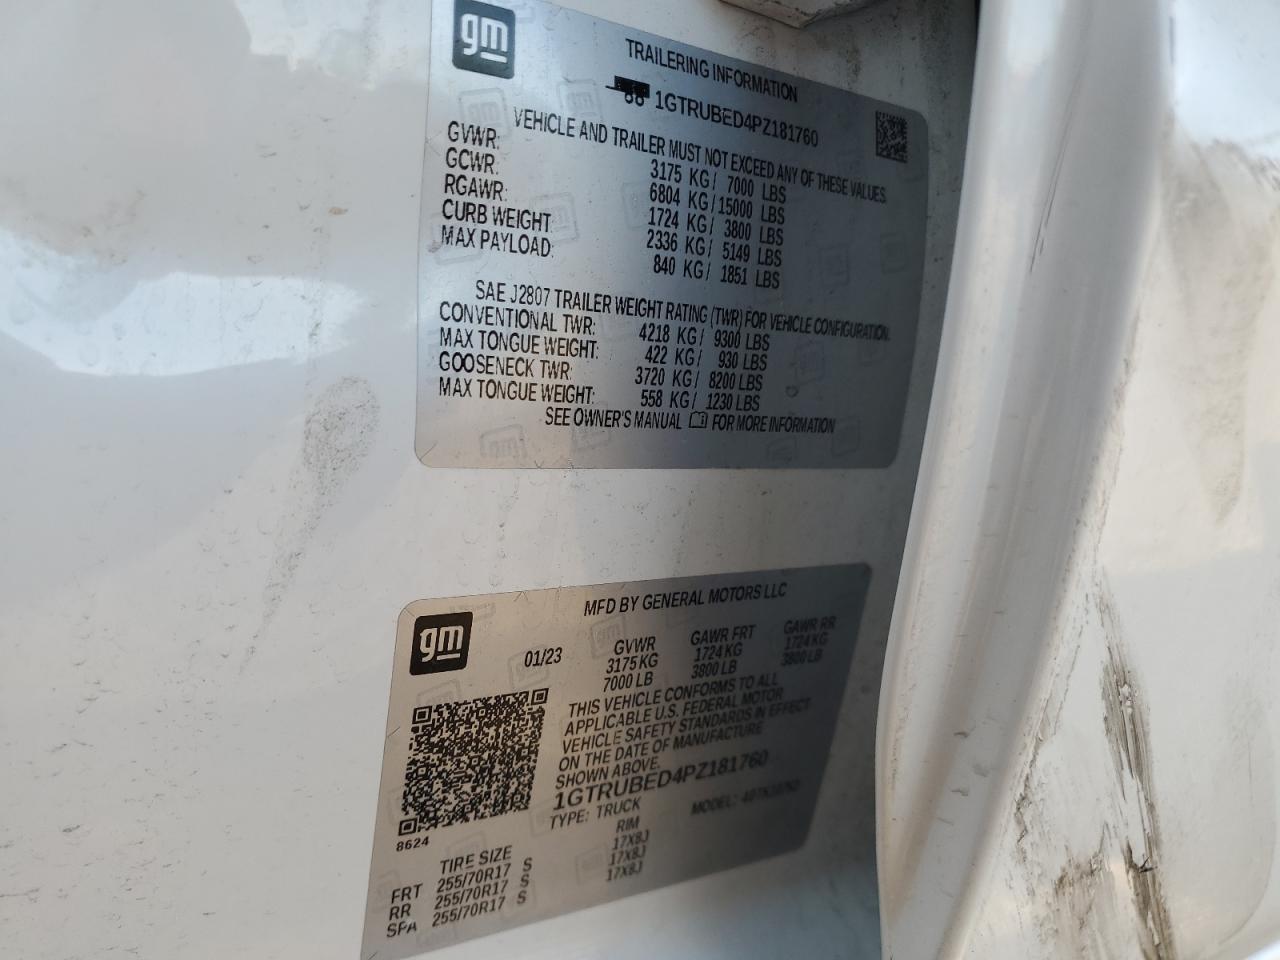 gm
TRAILERING INFORMATION
1GTRUBED4PZ181760
VEHICLE AND TRAILER MUST NOT EXCEED ANY OF THESE VALUES.
GVWR: 3175 KG/ 7000 LBS
GCWR: 6804 KG/ 15000 LBS
RGAWR: 1724 KG/ 3800 LBS
CURB WEIGHT: 2336 KG/ 5149 LBS
MAX PAYLOAD: 840 KG/ 1851 LBS
SAE J2807 TRAILER WEIGHT RATING (TWR) FOR VEHICLE CONFIGURATION.
CONVENTIONAL TWR: 4218 KG/ 9300 LBS
MAX TONGUE WEIGHT: 422 KG/ 930 LBS
GOOSENECK TWR: 3720 KG/ 8200 LBS
MAX TONGUE WEIGHT: 558 KG/ 1230 LBS
SEE OWNER'S MANUAL FOR MORE INFORMATION
gm
MFD BY GENERAL MOTORS LLC
01/23 GVWR GAWR FRT GAWR RR
3175 KG 1724 KG 1724 KG
7000 LB 3800 LB 3800 LB
THIS VEHICLE CONFORMS TO ALL
APPLICABLE U.S. FEDERAL MOTOR
VEHICLE SAFETY STANDARDS IN EFFECT
ON THE DATE OF MANUFACTURE
SHOWN ABOVE.
1GTRUBED4PZ181760
TYPE: TRUCK MODEL:
8624
TIRE SIZE RIM
FRT 255/70R17 S 17X8J
RR 255/70R17 S 17X8J
SPA 255/70R17 S 17X8J